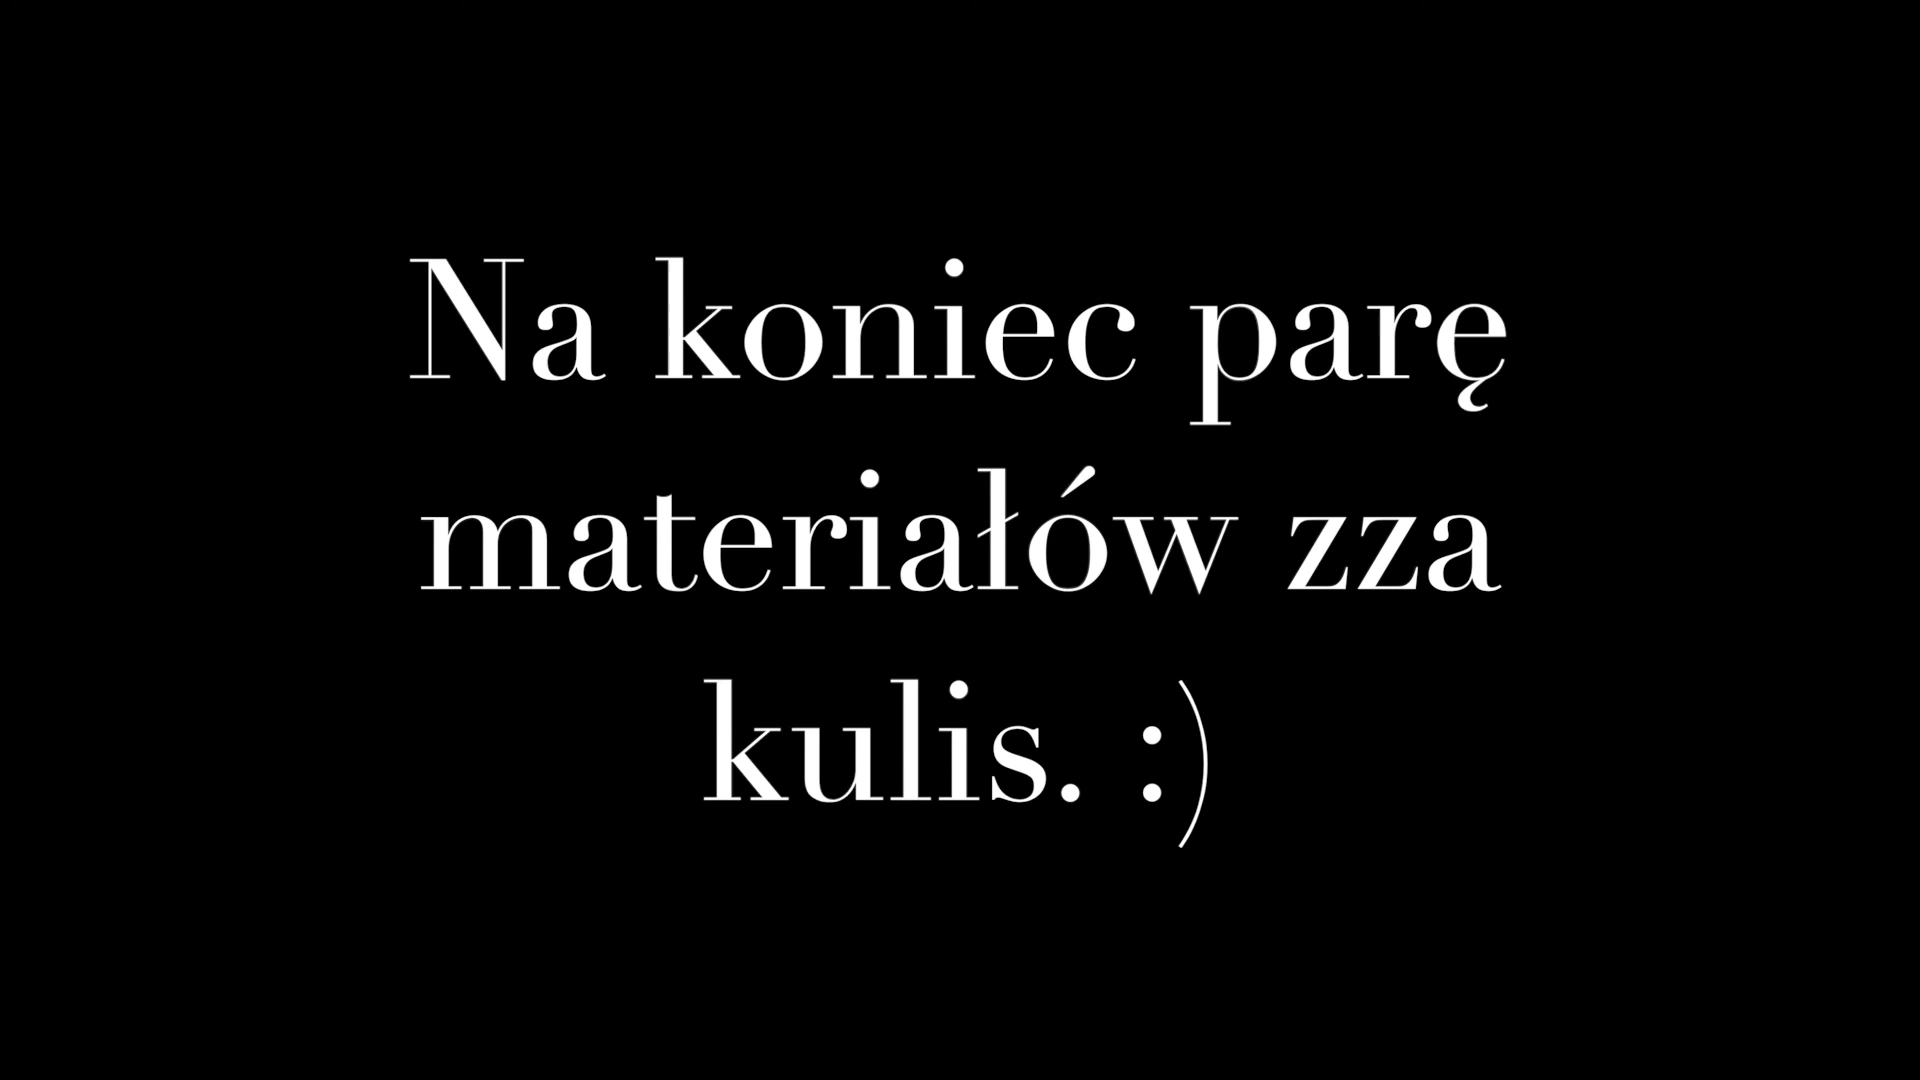 Na koniec parę
materiałów zza
kulis. :)